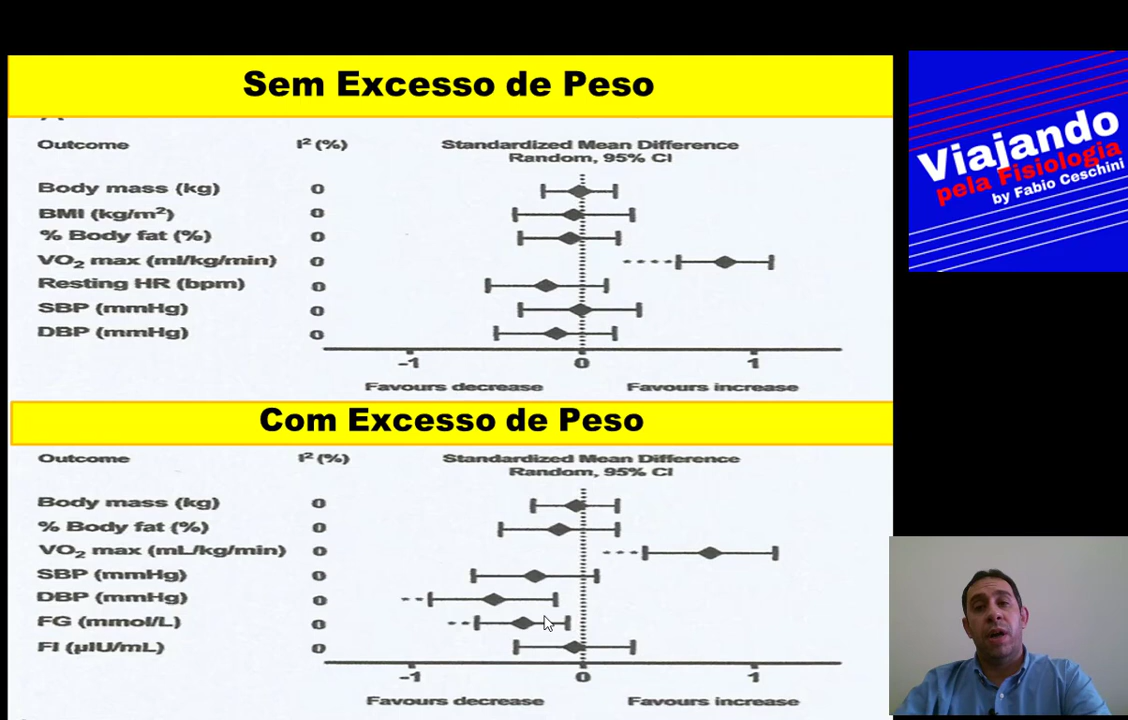 Sem Excesso de Peso
Outcome I² (%) Standardized Mean Difference
Random, 95% CI
Body mass (kg) 0
BMI (kg/m²) 0
% Body fat (%) 0
VO₂ max (ml/kg/min) 0
Resting HR (bpm) 0
SBP (mmHg) 0
DBP (mmHg) 0
-1 0 1
Favours decrease Favours increase
Com Excesso de Peso
Outcome I² (%) Standardized Mean Difference
Random, 95% CI
Body mass (kg) 0
% Body fat (%) 0
VO₂ max (mL/kg/min) 0
SBP (mmHg) 0
DBP (mmHg) 0
FG (mmol/L) 0
FI (µIU/mL) 0
-1 0 1
Favours decrease Favours increase
Viajando
pela Fisiologia
by Fabio Ceschini